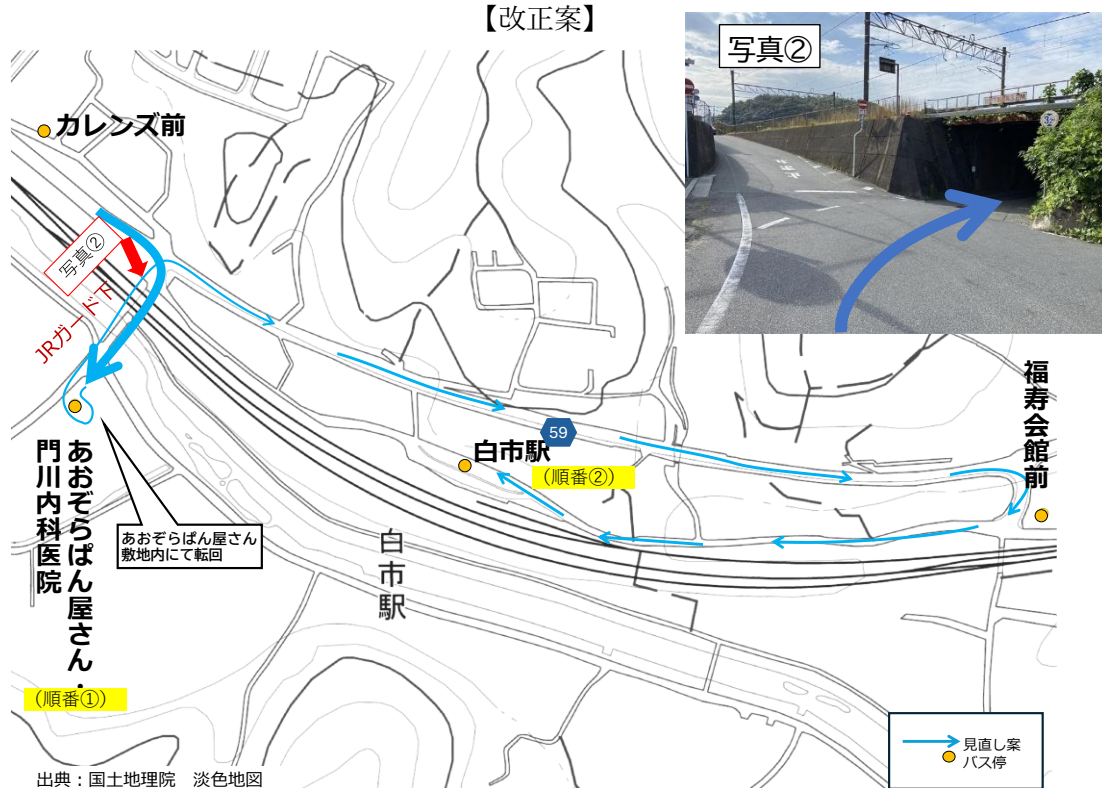 【改正案】
写真②
カレンズ前
写真②
JRガード下
59
白市駅
（順番②）
福寿会館前
あおぞらぱん屋さん・
門川内科医院
（順番①）
あおぞらぱん屋さん
敷地内にて転回
白市駅
見直し案
バス停
出典：国土地理院　淡色地図